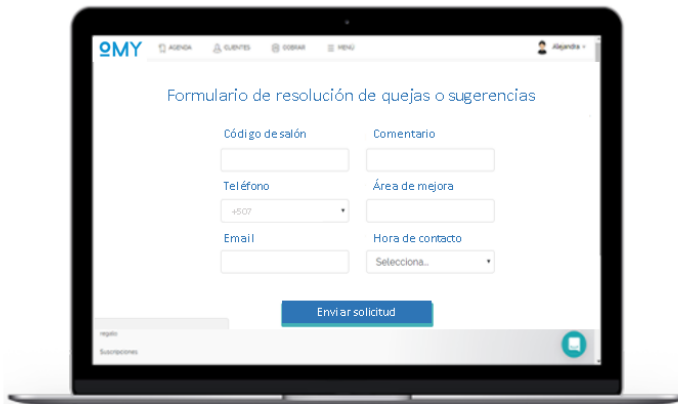 OMY AGENDA CLIENTES COBRAR MENÚ Alejandra
Formulario de resolución de quejas o sugerencias
Código de salón Comentario
Teléfono Área de mejora
+507
Email Hora de contacto
Selecciona...
Enviar solicitud
regalo
Suscripciones